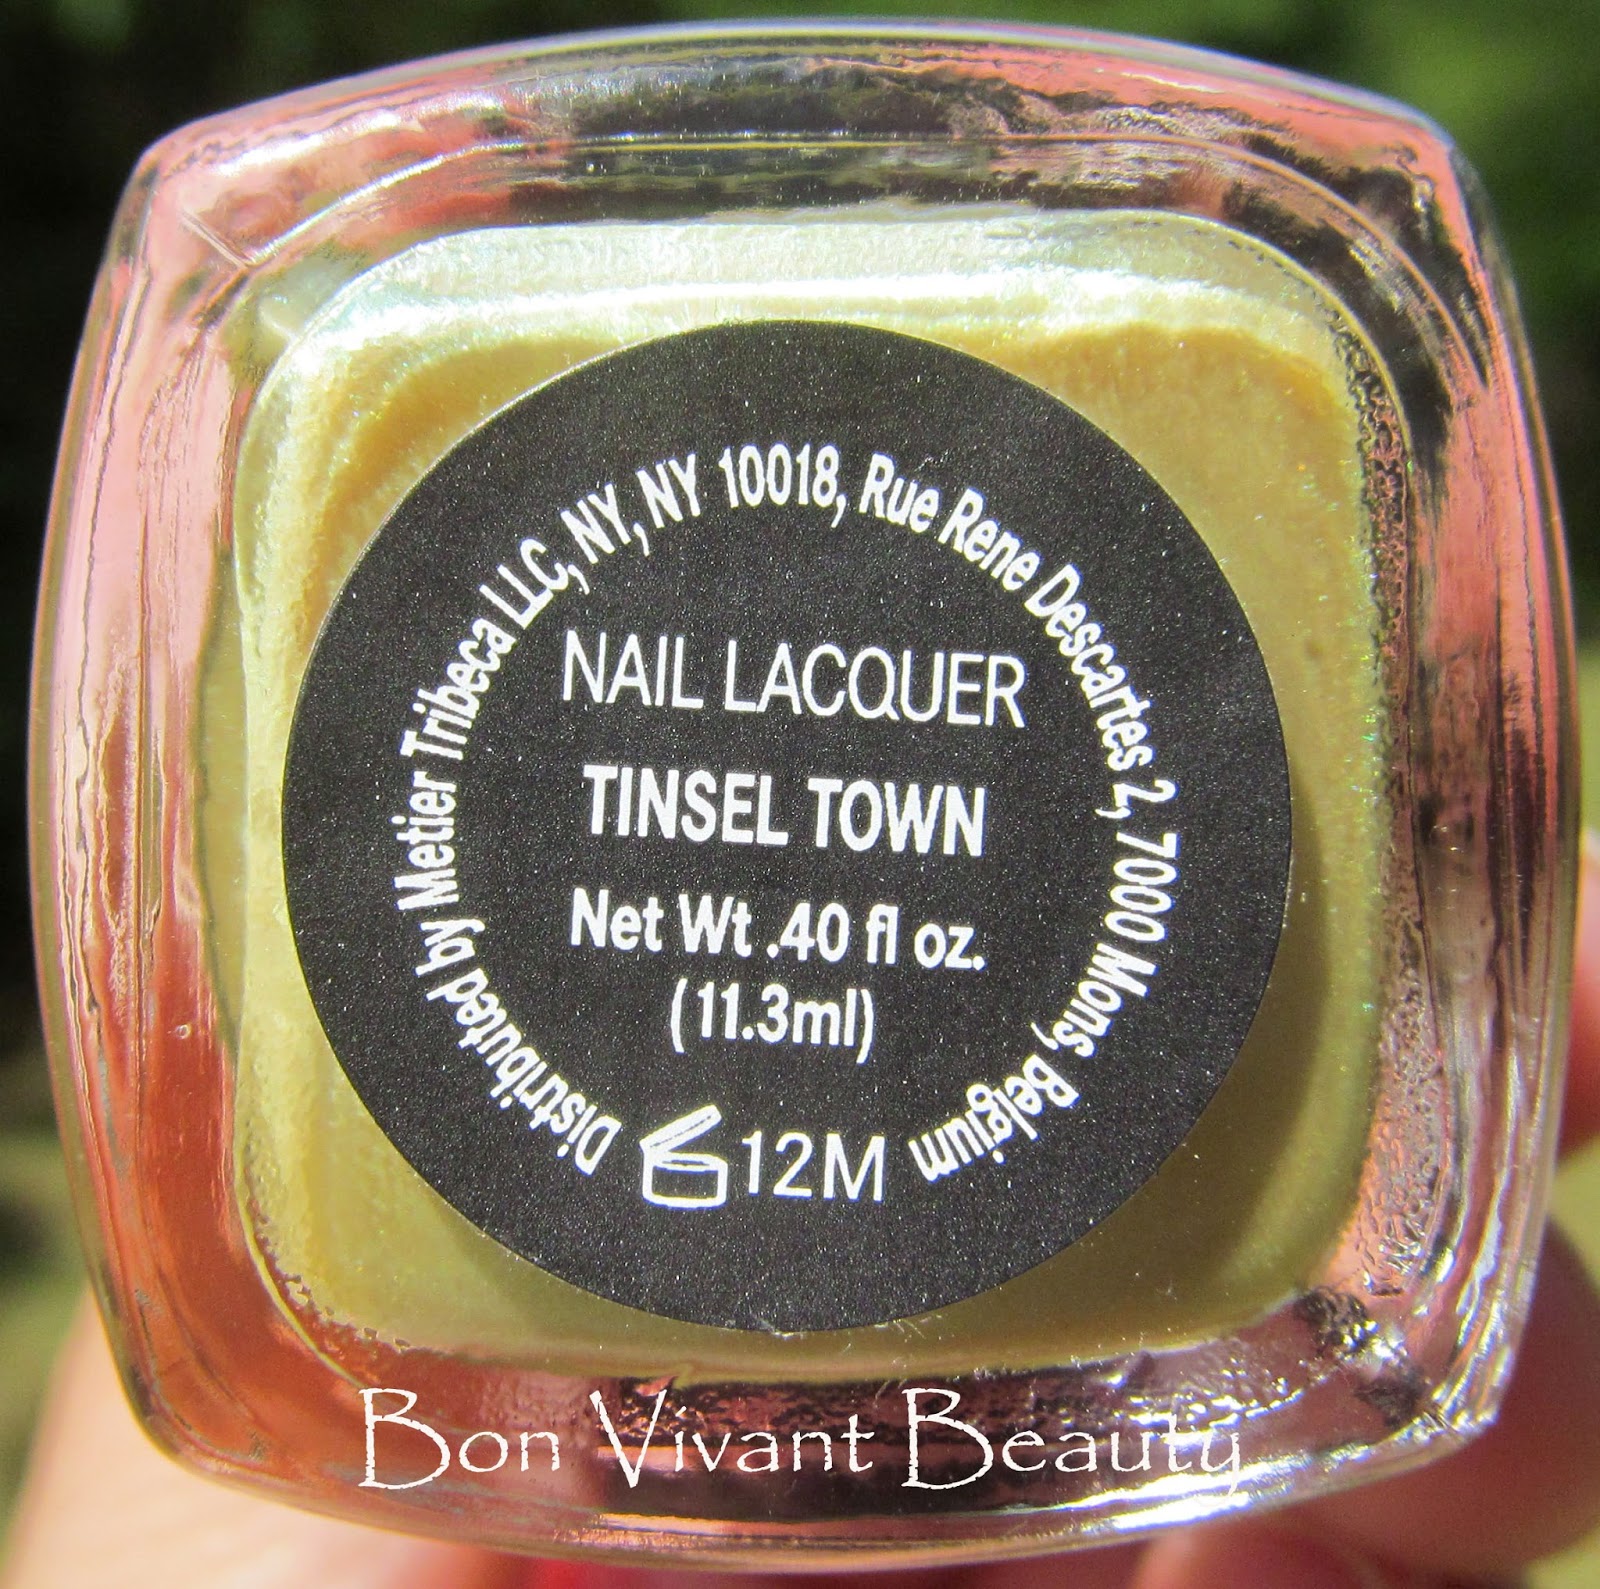 Distributed by Metier Tribeca LLC, NY, NY 10018, Rue Rene Descartes 2, 7000 Mons, Belgium
NAIL LACQUER
TINSEL TOWN
Net Wt .40 fl oz.
(11.3ml)
12M
Bon Vivant Beauty